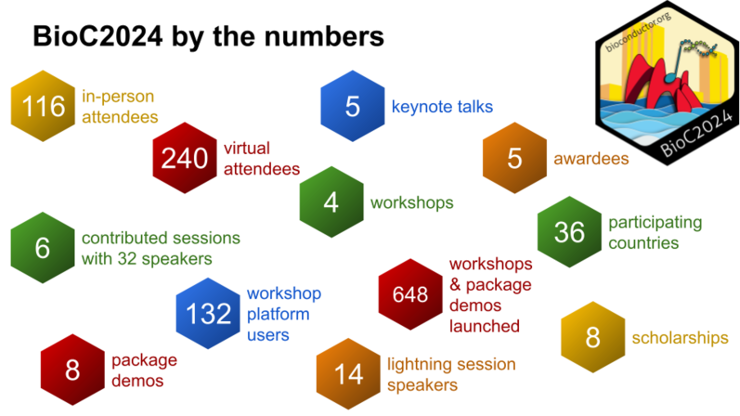 BioC2024 by the numbers
bioconductor.org
BioC2024
116
in-person
attendees
5
keynote talks
240
virtual
attendees
5
awardees
4
workshops
36
participating
countries
6
contributed sessions
with 32 speakers
132
workshop
platform
users
648
workshops
& package
demos
launched
8
scholarships
8
package
demos
14
lightning session
speakers